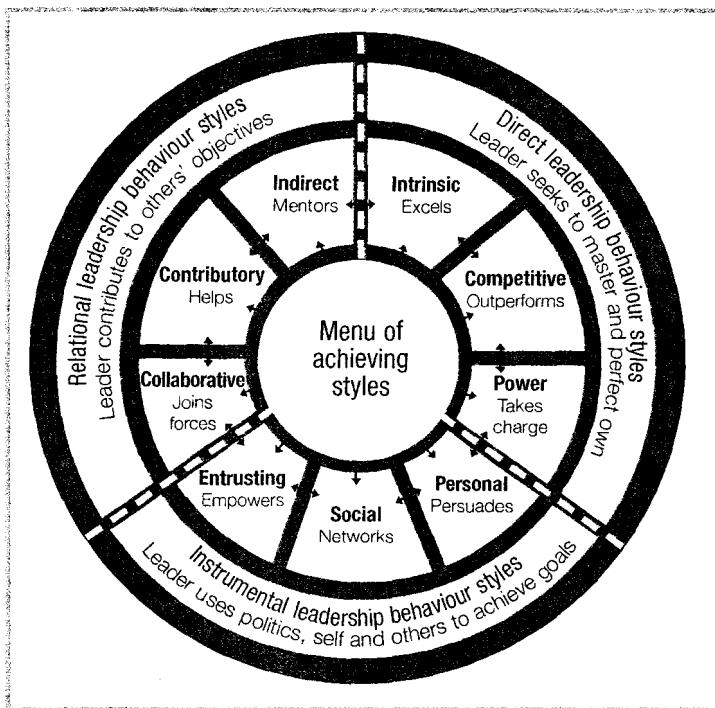 Relational leadership behaviour styles
Leader contributes to others' objectives
Direct leadership behaviour styles
Leader seeks to master and perfect own
Indirect
Mentors
Intrinsic
Excels
Contributory
Helps
Competitive
Outperforms
Menu of
achieving
styles
Collaborative
Joins
forces
Power
Takes
charge
Entrusting
Empowers
Social
Networks
Personal
Persuades
Instrumental leadership behaviour styles
Leader uses politics, self and others to achieve goals